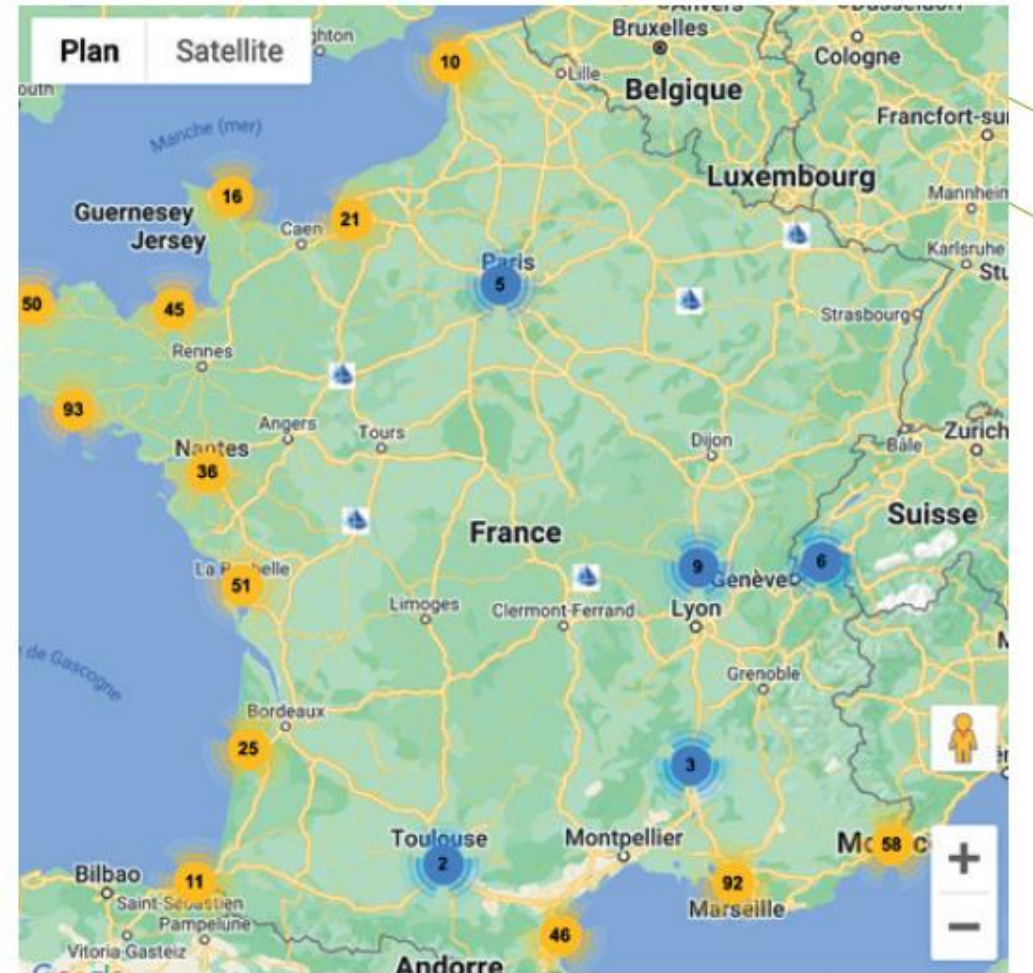 Plan
Satellite
Bruxelles
Cologne
10
Lille
Belgique
Manche (mer)
Luxembourg
Mannheim
16
Guernesey
Jersey
21
Caen
Karlsruhe
Paris
5
50
45
Strasbourg
Rennes
93
Angers
Tours
Dijon
Bâle
Zurich
Nantes
36
Suisse
France
9
Genève
6
51
Limoges
Clermont-Ferrand
Lyon
de Gascogne
Grenoble
Bordeaux
25
3
Toulouse
2
Montpellier
58
Bilbao
11
Saint-Sébastien
92
Marseille
Pampelune
46
Vitoria-Gasteiz
Andorre